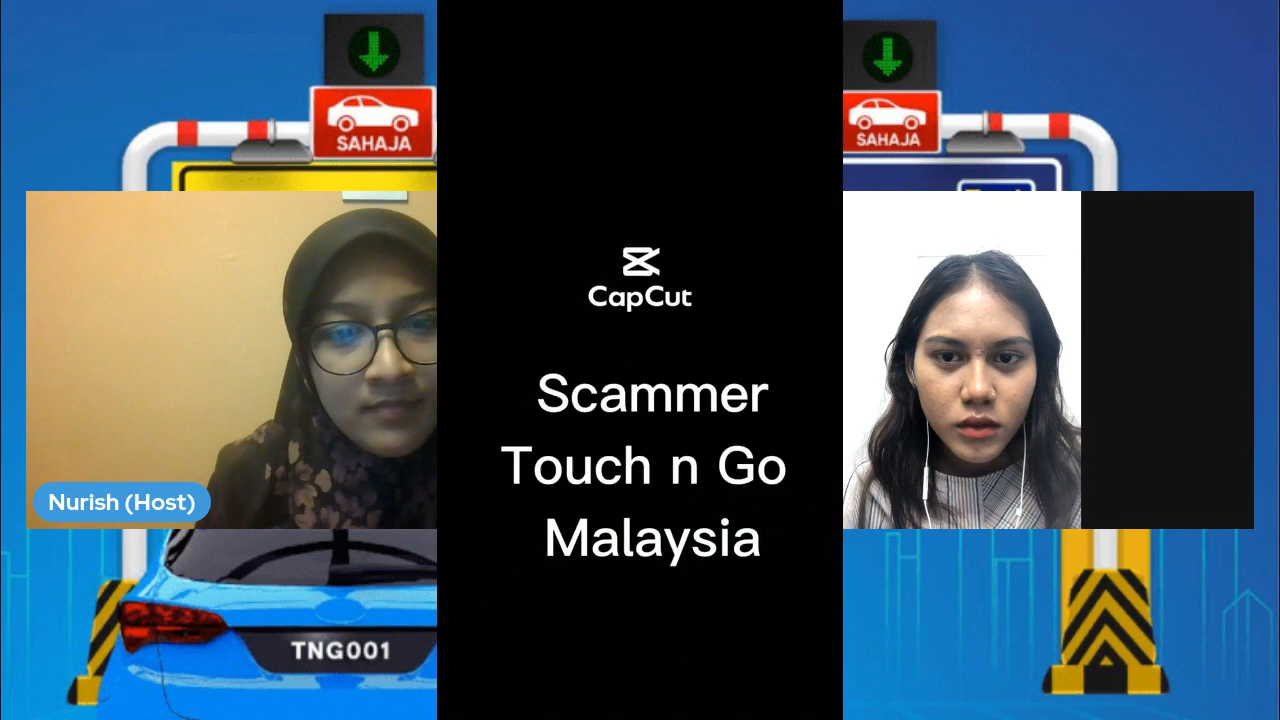 SAHAJA
SAHAJA
CapCut
Scammer
Touch n Go
Malaysia
Nurish (Host)
TNG001